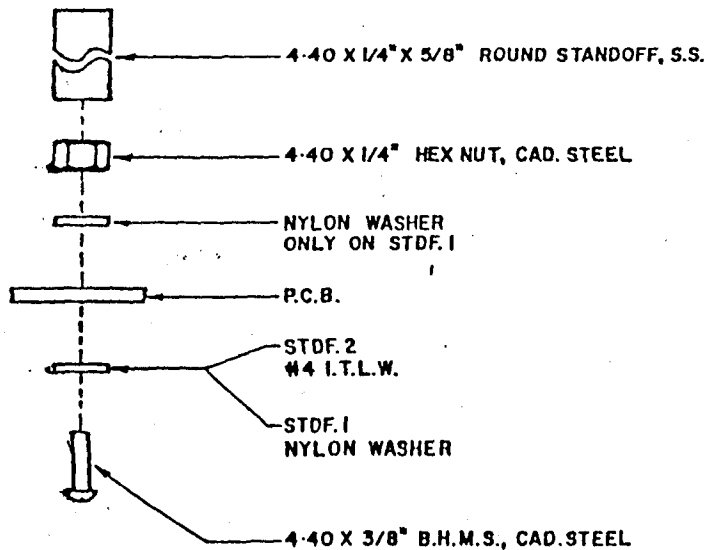 4-40 X 1/4" X 5/8" ROUND STANDOFF, S.S.
4-40 X 1/4" HEX NUT, CAD. STEEL
NYLON WASHER
ONLY ON STDF. 1
P.C.B.
STDF. 2
#4 I.T.L.W.
STDF. 1
NYLON WASHER
4-40 X 3/8" B.H.M.S., CAD. STEEL